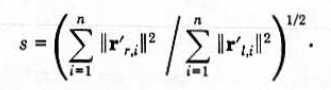 s = \left( \sum_{i=1}^{n} \|\mathbf{r}'_{r,i}\|^2 \Big/ \sum_{i=1}^{n} \|\mathbf{r}'_{l,i}\|^2 \right)^{1/2}.